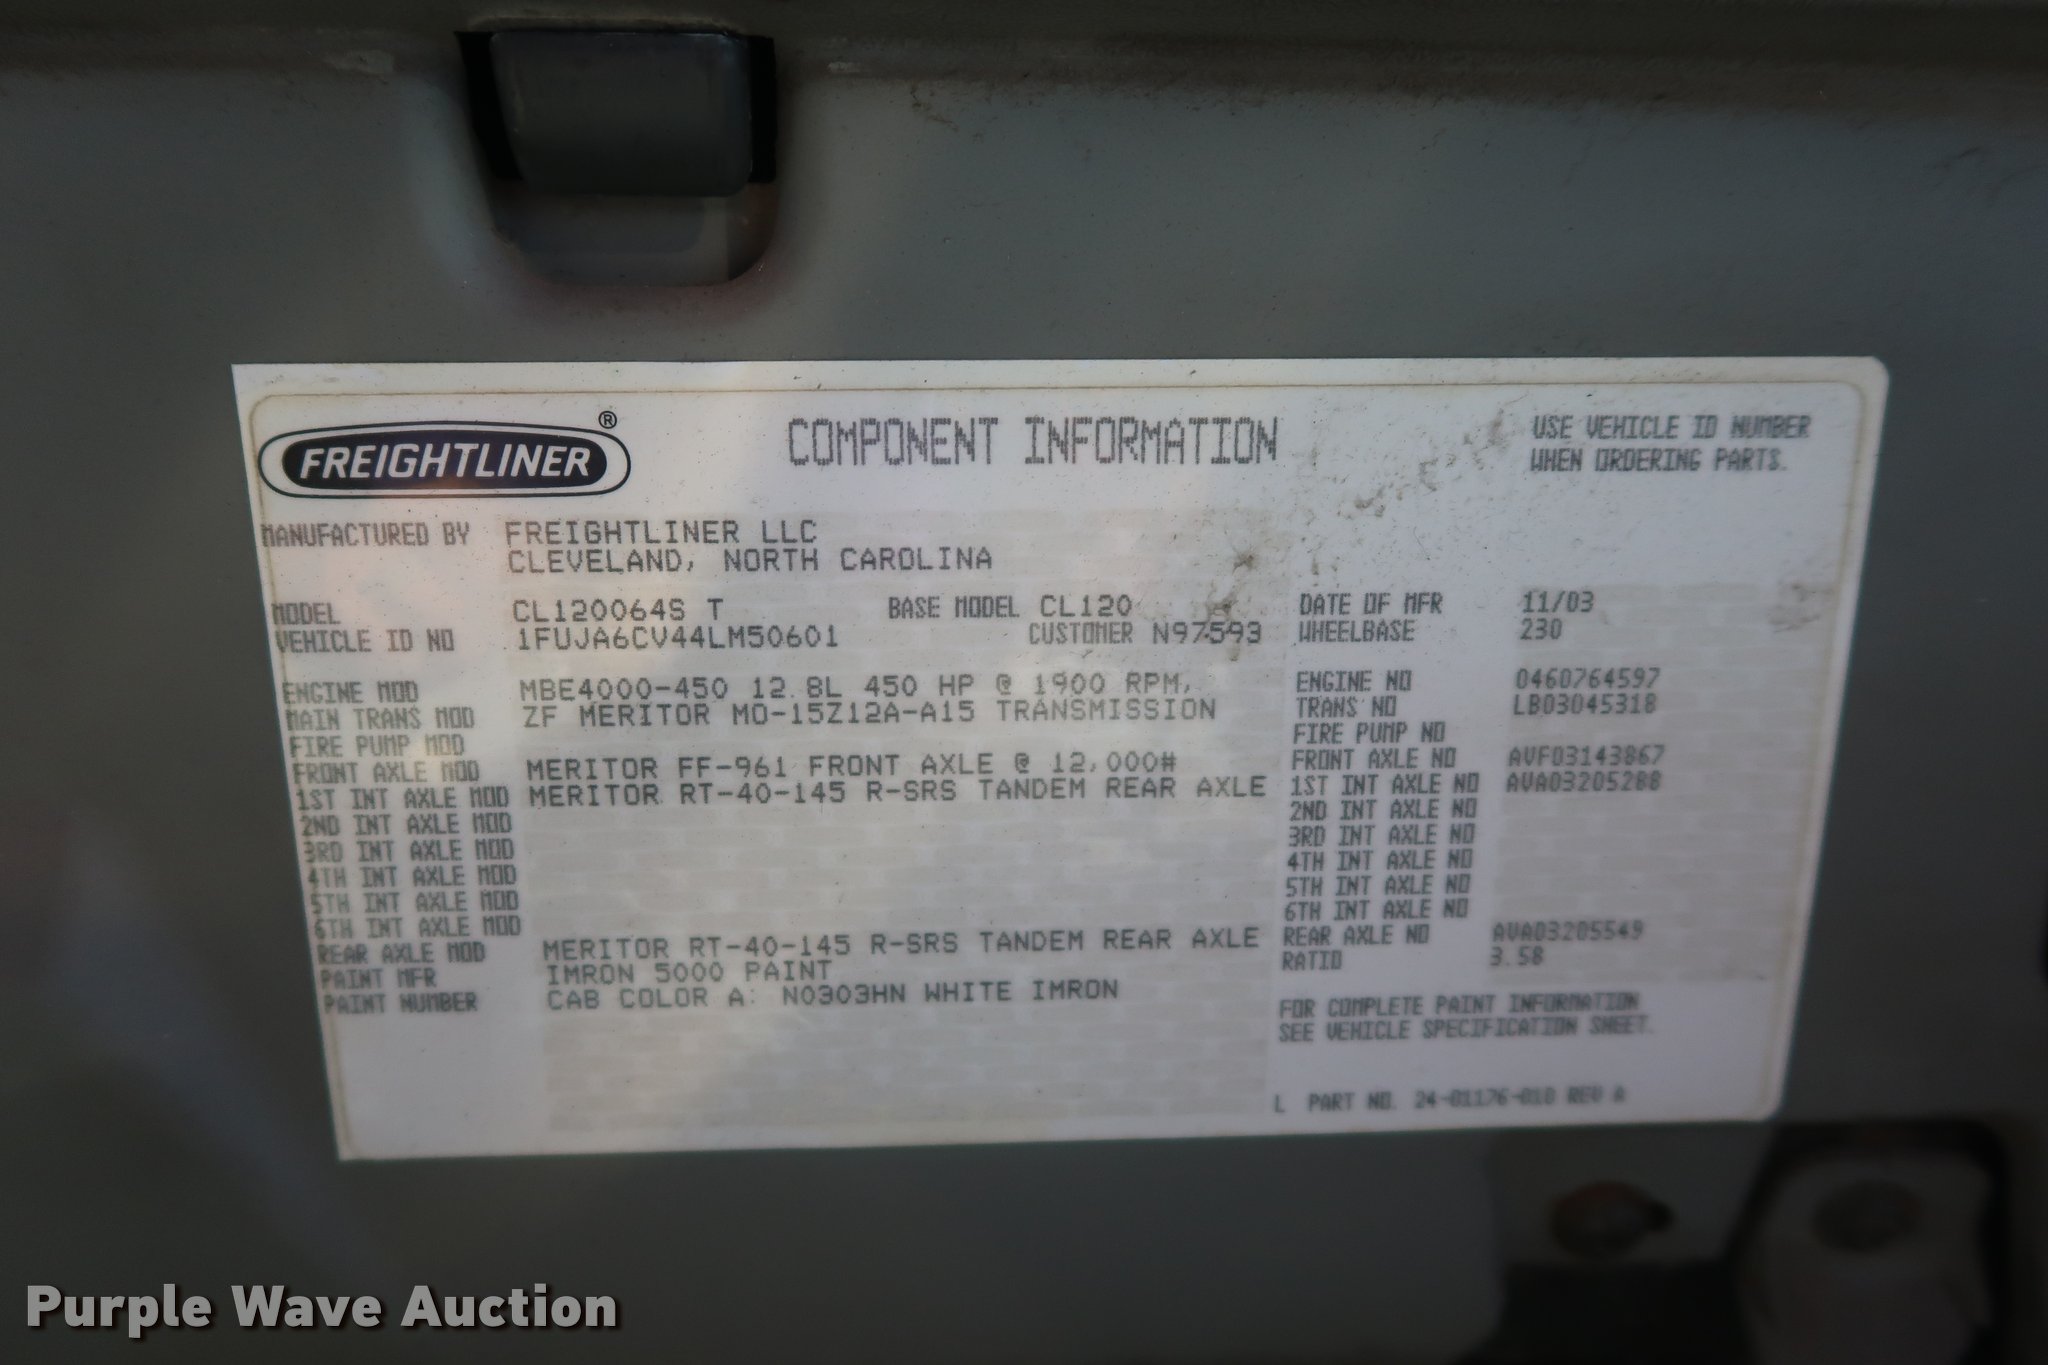 FREIGHTLINER ®
COMPONENT INFORMATION
USE VEHICLE ID NUMBER
WHEN ORDERING PARTS.
MANUFACTURED BY FREIGHTLINER LLC
CLEVELAND, NORTH CAROLINA
MODEL CL120064S T BASE MODEL CL120 DATE OF MFR 11/03
VEHICLE ID NO 1FUJA6CV44LM50601 CUSTOMER N97593 WHEELBASE 230
ENGINE MOD MBE4000-450 12.8L 450 HP @ 1900 RPM, ENGINE NO 0460764597
MAIN TRANS MOD ZF MERITOR MO-15Z12A-A15 TRANSMISSION TRANS NO LB03045318
FIRE PUMP MOD FIRE PUMP NO
FRONT AXLE MOD MERITOR FF-961 FRONT AXLE @ 12,000# FRONT AXLE NO AVF03143867
1ST INT AXLE MOD MERITOR RT-40-145 R-SRS TANDEM REAR AXLE 1ST INT AXLE NO AVA03205288
2ND INT AXLE MOD 2ND INT AXLE NO
3RD INT AXLE MOD 3RD INT AXLE NO
4TH INT AXLE MOD 4TH INT AXLE NO
5TH INT AXLE MOD 5TH INT AXLE NO
6TH INT AXLE MOD 6TH INT AXLE NO
REAR AXLE MOD MERITOR RT-40-145 R-SRS TANDEM REAR AXLE REAR AXLE NO AVA03205549
PAINT MFR IMRON 5000 PAINT RATIO 3.58
PAINT NUMBER CAB COLOR A: N0303HN WHITE IMRON
FOR COMPLETE PAINT INFORMATION
SEE VEHICLE SPECIFICATION SHEET.
L PART NO. 24-01176-010 REV A
Purple Wave Auction